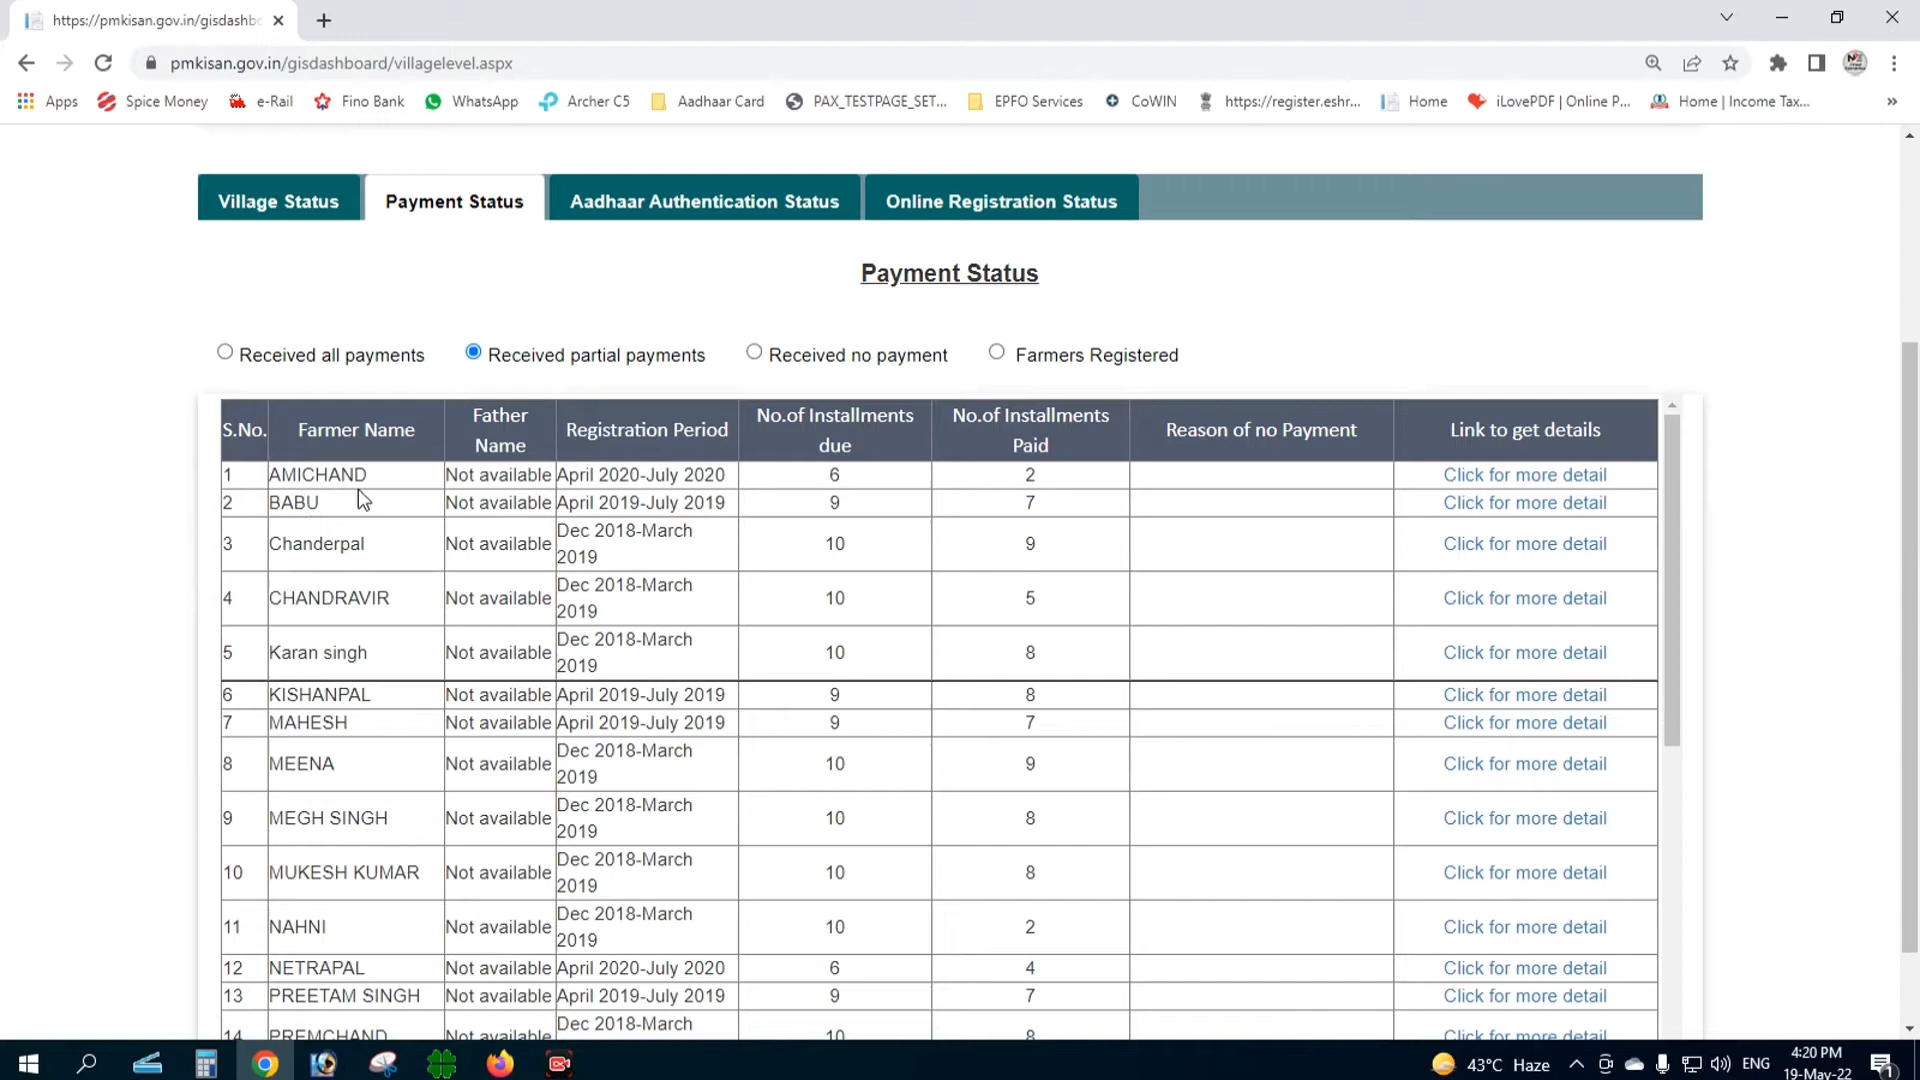 https://pmkisan.gov.in/gisdashbo
pmkisan.gov.in/gisdashboard/villagelevel.aspx
Apps Spice Money e-Rail Fino Bank WhatsApp Archer C5 Aadhaar Card PAX_TESTPAGE_SET... EPFO Services CoWIN https://register.eshr... Home iLovePDF | Online P... Home | Income Tax... »
Village Status Payment Status Aadhaar Authentication Status Online Registration Status
Payment Status
Received all payments Received partial payments Received no payment Farmers Registered
S.No. Farmer Name Father Name Registration Period No.of Installments due No.of Installments Paid Reason of no Payment Link to get details
1 AMICHAND Not available April 2020-July 2020 6 2 Click for more detail
2 BABU Not available April 2019-July 2019 9 7 Click for more detail
3 Chanderpal Not available Dec 2018-March 2019 10 9 Click for more detail
4 CHANDRAVIR Not available Dec 2018-March 2019 10 5 Click for more detail
5 Karan singh Not available Dec 2018-March 2019 10 8 Click for more detail
6 KISHANPAL Not available April 2019-July 2019 9 8 Click for more detail
7 MAHESH Not available April 2019-July 2019 9 7 Click for more detail
8 MEENA Not available Dec 2018-March 2019 10 9 Click for more detail
9 MEGH SINGH Not available Dec 2018-March 2019 10 8 Click for more detail
10 MUKESH KUMAR Not available Dec 2018-March 2019 10 8 Click for more detail
11 NAHNI Not available Dec 2018-March 2019 10 2 Click for more detail
12 NETRAPAL Not available April 2020-July 2020 6 4 Click for more detail
13 PREETAM SINGH Not available April 2019-July 2019 9 7 Click for more detail
14 PREMCHAND Not available Dec 2018-March 10 8 Click for more detail
43°C Haze ENG 4:20 PM
19-May-22 1